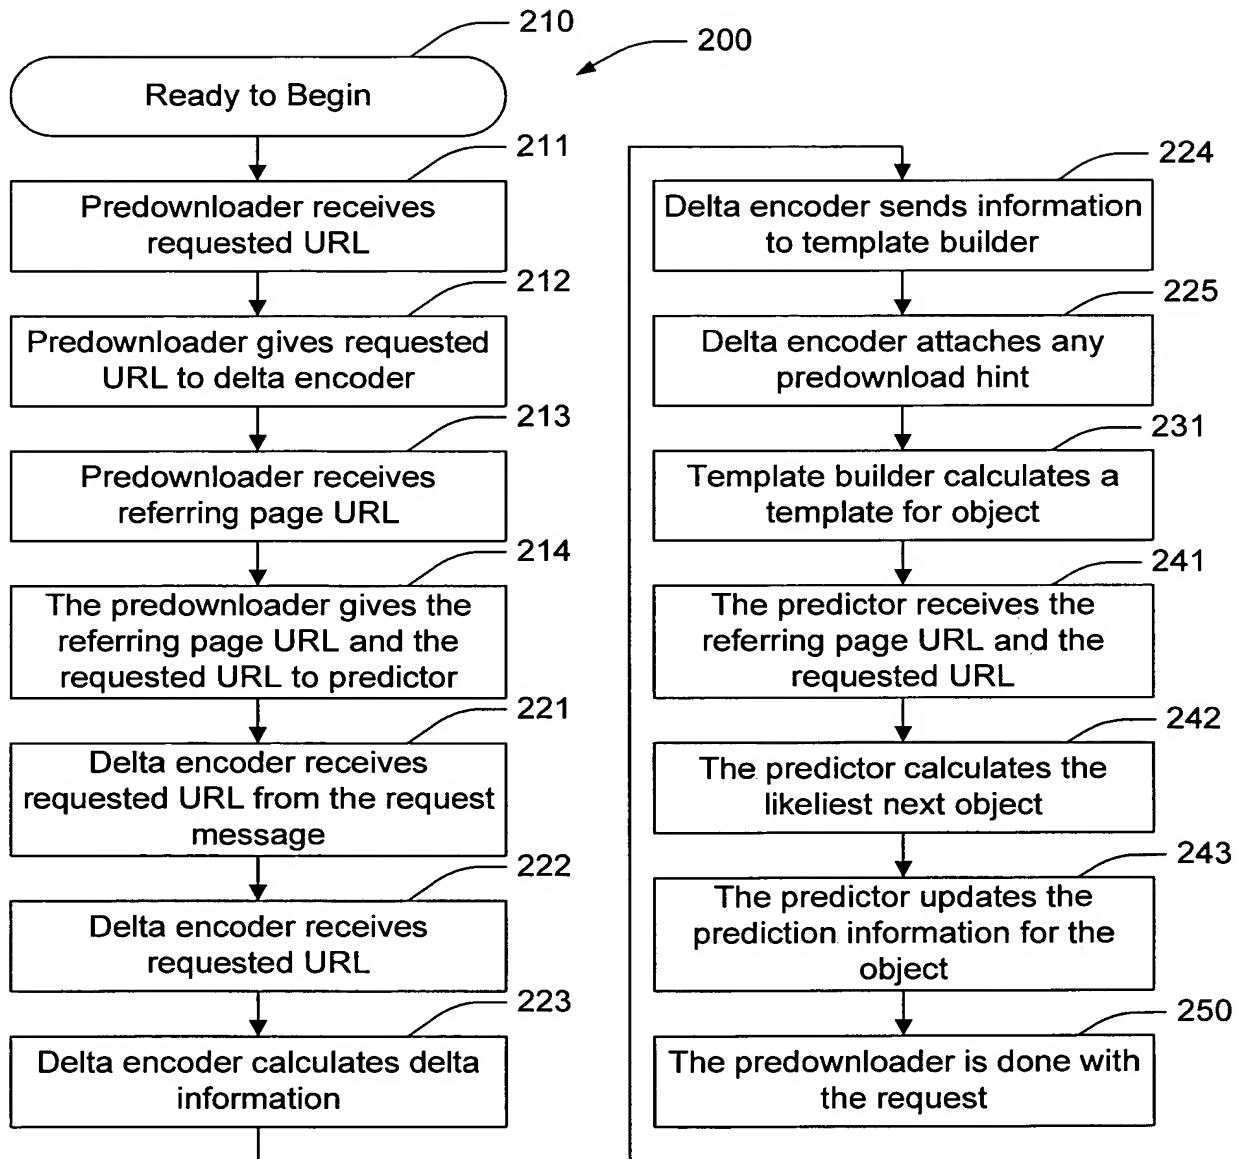 210
200
Ready to Begin
211
Predownloader receives
requested URL
212
Predownloader gives requested
URL to delta encoder
213
Predownloader receives
referring page URL
214
The predownloader gives the
referring page URL and the
requested URL to predictor
221
Delta encoder receives
requested URL from the request
message
222
Delta encoder receives
requested URL
223
Delta encoder calculates delta
information
224
Delta encoder sends information
to template builder
225
Delta encoder attaches any
predownload hint
231
Template builder calculates a
template for object
241
The predictor receives the
referring page URL and the
requested URL
242
The predictor calculates the
likeliest next object
243
The predictor updates the
prediction information for the
object
250
The predownloader is done with
the request